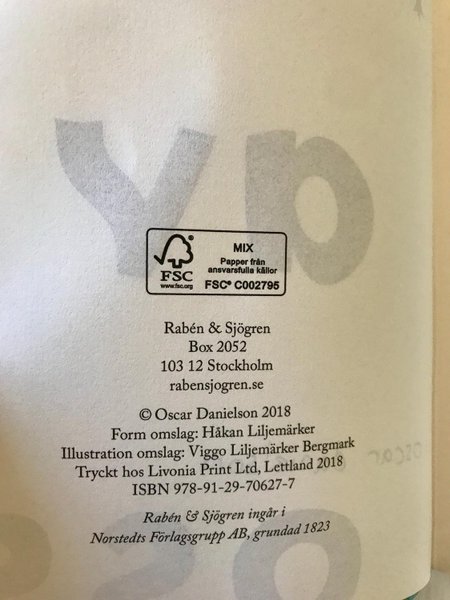 FSC
www.fsc.org
MIX
Papper från
ansvarsfulla källor
FSC® C002795
Rabén & Sjögren
Box 2052
103 12 Stockholm
rabensjogren.se
© Oscar Danielson 2018
Form omslag: Håkan Liljemärker
Illustration omslag: Viggo Liljemärker Bergmark
Tryckt hos Livonia Print Ltd, Lettland 2018
ISBN 978-91-29-70627-7
Rabén & Sjögren ingår i
Norstedts Förlagsgrupp AB, grundad 1823